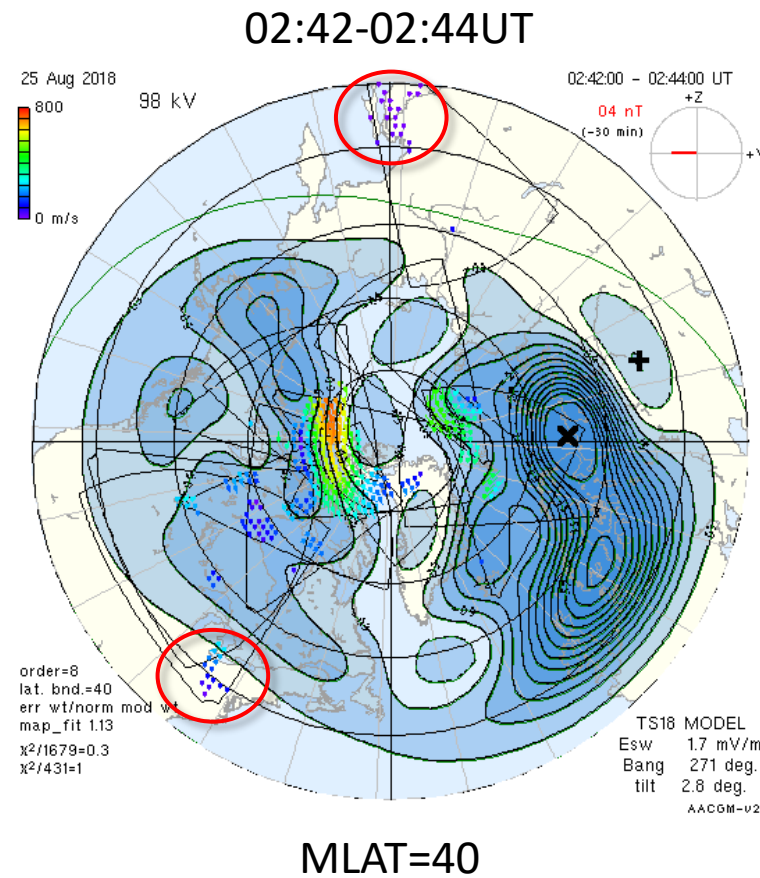 02:42-02:44UT
25 Aug 2018
800
98 kV
0 m/s
02:42:00 - 02:44:00 UT
+Z
04 nT
(-30 min)
+Y
order=8
lat. bnd.=40
err wt/norm mod wt
map_fit 1.13
χ²/1679=0.3
χ²/431=1
TS18 MODEL
Esw 1.7 mV/m
Bang 271 deg.
tilt 2.8 deg.
AACGM-v2
MLAT=40